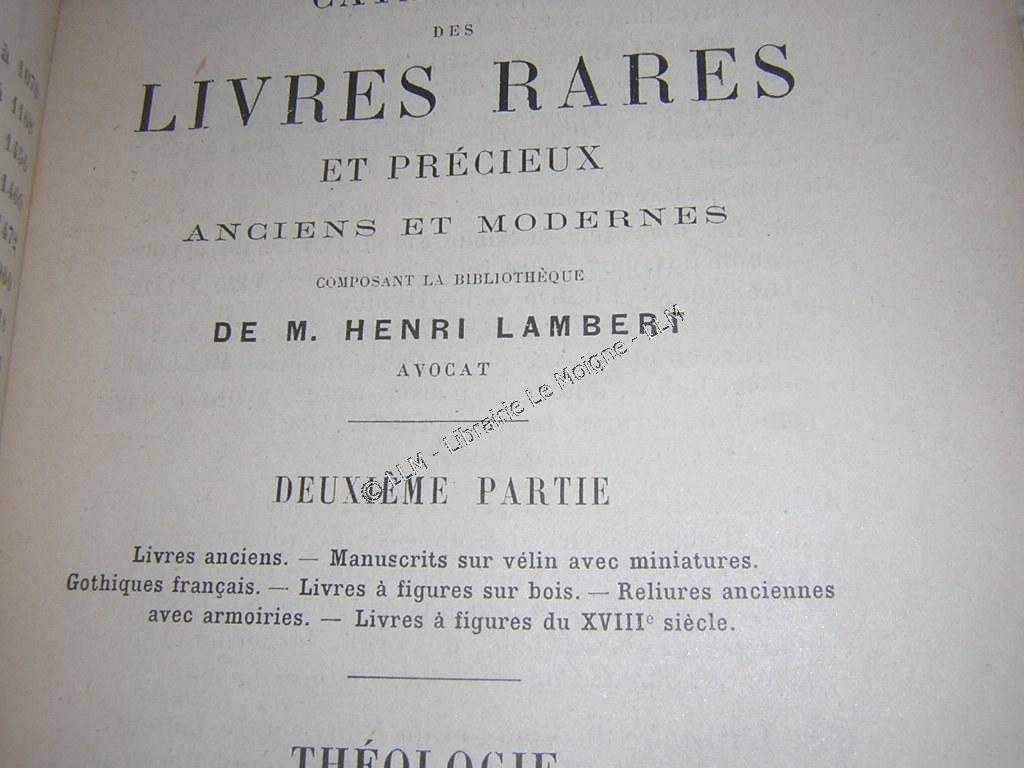 DES
LIVRES RARES
ET PRÉCIEUX
ANCIENS ET MODERNES
COMPOSANT LA BIBLIOTHÈQUE
DE M. HENRI LAMBERT
AVOCAT
© ALM - Librairie Le Moigne - ALM
DEUXIÈME PARTIE
Livres anciens. — Manuscrits sur vélin avec miniatures.
Gothiques français. — Livres à figures sur bois. — Reliures anciennes
avec armoiries. — Livres à figures du XVIIIe siècle.
THÉOLOGIE